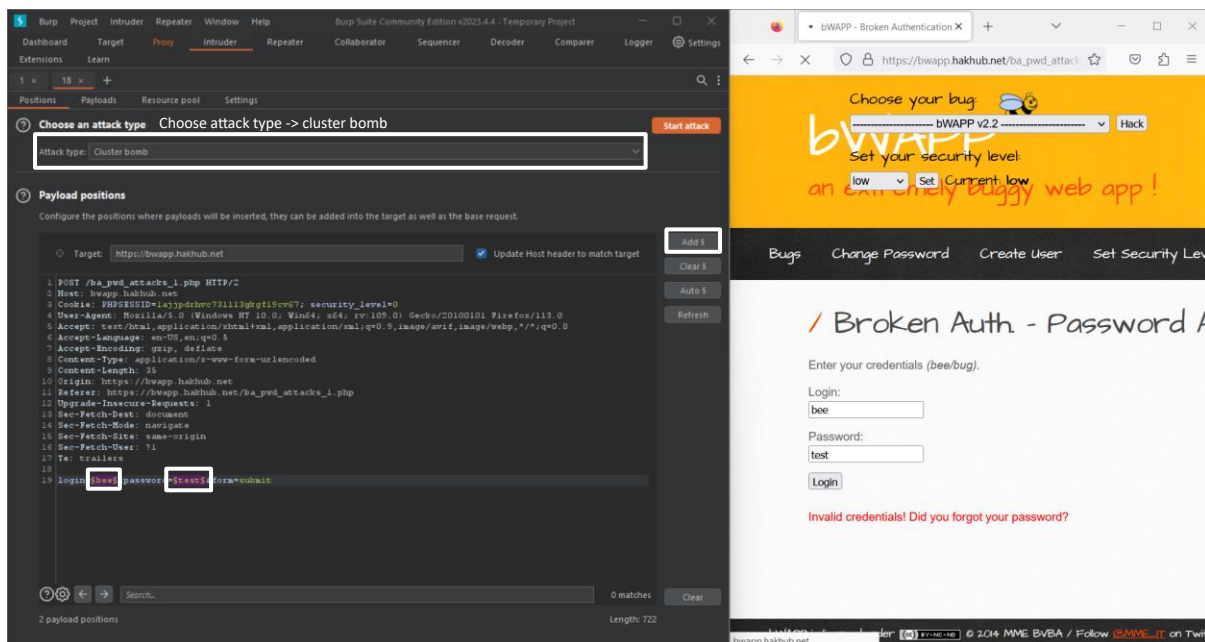 Burp Project Intruder Repeater Window Help
Burp Suite Community Edition v2023.4.4 - Temporary Project
Dashboard Target Proxy Intruder Repeater Collaborator Sequencer Decoder Comparer Logger Settings
Extensions Learn
1 × 18 × +
Positions Payloads Resource pool Settings
Choose an attack type Choose attack type -> cluster bomb
Start attack
Attack type: Cluster bomb
Payload positions
Configure the positions where payloads will be inserted, they can be added into the target as well as the base request.
Add §
Target: https://bwapp.hakhub.net
Update Host header to match target
Clear §
Auto §
Refresh
1 POST /ba_pwd_attacks_1.php HTTP/2
2 Host: bwapp.hakhub.net
3 Cookie: security_level=0
4 User-Agent: Mozilla/5.0 (Windows NT 10.0; Win64; x64; rv:109.0) Gecko/20100101 Firefox/113.0
5 Accept: text/html,application/xhtml+xml,application/xml;q=0.9,image/avif,image/webp,*/*;q=0.8
6 Accept-Language: en-US,en;q=0.5
7 Accept-Encoding: gzip, deflate
8 Content-Type: application/x-www-form-urlencoded
9 Content-Length: 35
10 Origin: https://bwapp.hakhub.net
11 Referer: https://bwapp.hakhub.net/ba_pwd_attacks_1.php
12 Upgrade-Insecure-Requests: 1
13 Sec-Fetch-Dest: document
14 Sec-Fetch-Mode: navigate
15 Sec-Fetch-Site: same-origin
16 Sec-Fetch-User: ?1
17 Te: trailers
18
19 login §bee§ password=§test§ form=submit
Search...
0 matches
Clear
2 payload positions
Length: 722
• bWAPP - Broken Authentication × +
https://bwapp.hakhub.net/ba_pwd_attack
Choose your bug:
bWAPP
---------------------- bWAPP v2.2 ----------------------
Hack
Set your security level:
low Set Current: low
an extremely buggy web app !
Bugs Change Password Create User Set Security Lev
/ Broken Auth. - Password A
Enter your credentials (bee/bug).
Login:
bee
Password:
test
Login
Invalid credentials! Did you forgot your password?
© 2014 MME BVBA / Follow @MME_IT on Twit
bwapp.hakhub.net